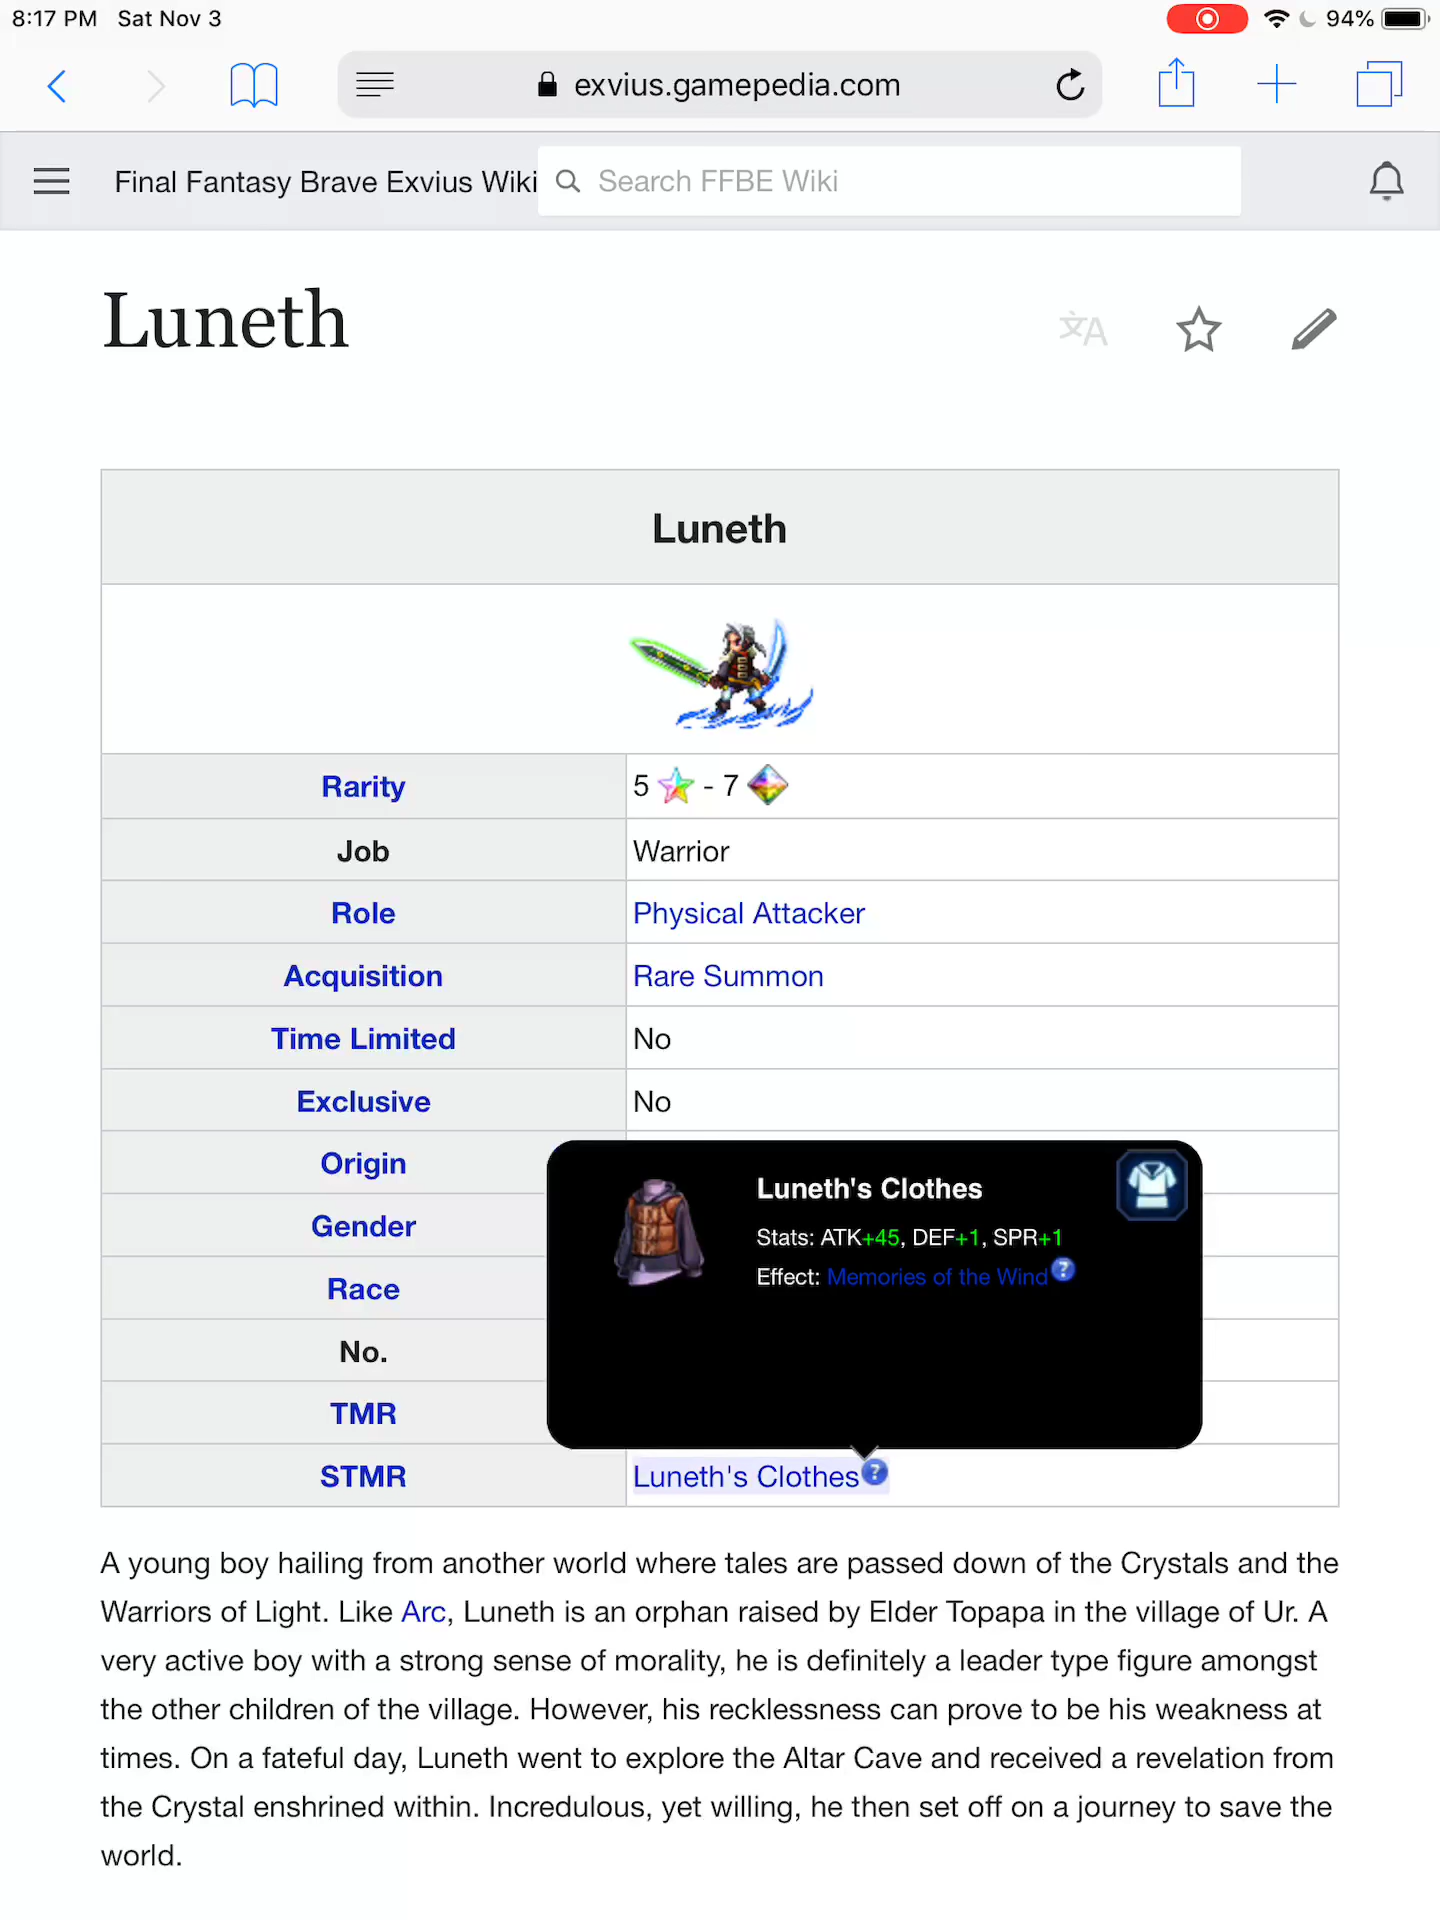 8:17 PM Sat Nov 3 94%
exvius.gamepedia.com
Final Fantasy Brave Exvius Wiki Search FFBE Wiki
Luneth
Luneth
Rarity 5 - 7
Job Warrior
Role Physical Attacker
Acquisition Rare Summon
Time Limited No
Exclusive No
Origin
Gender
Race
No.
TMR
Luneth's Clothes
Stats: ATK+45, DEF+1, SPR+1
Effect: Memories of the Wind?
STMR Luneth's Clothes?
A young boy hailing from another world where tales are passed down of the Crystals and the
Warriors of Light. Like Arc, Luneth is an orphan raised by Elder Topapa in the village of Ur. A
very active boy with a strong sense of morality, he is definitely a leader type figure amongst
the other children of the village. However, his recklessness can prove to be his weakness at
times. On a fateful day, Luneth went to explore the Altar Cave and received a revelation from
the Crystal enshrined within. Incredulous, yet willing, he then set off on a journey to save the
world.